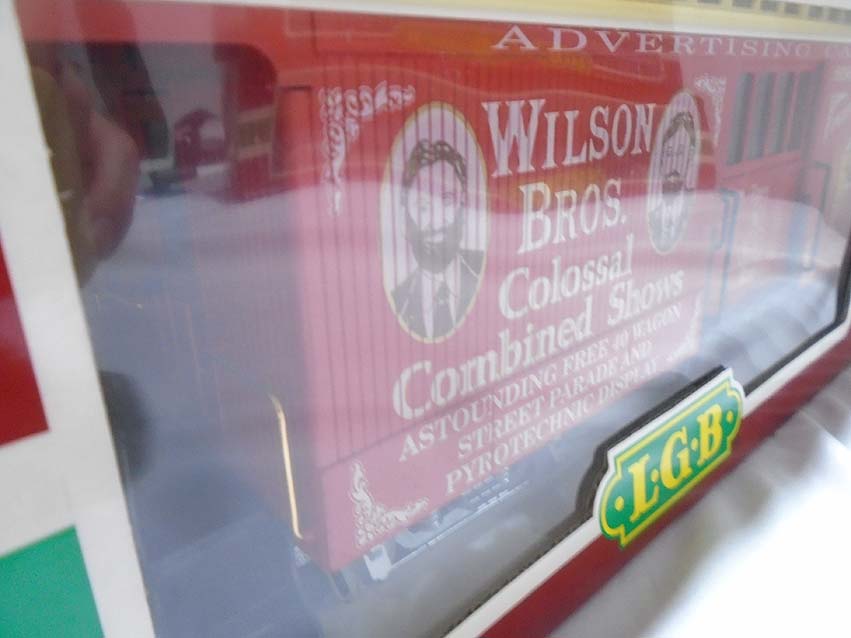 ADVERTISING
WILSON
BROS.
Colossal
Combined Shows
ASTOUNDING FREE 40 WAGON
STREET PARADE AND
PYROTECHNIC DISPLAY
L·G·B